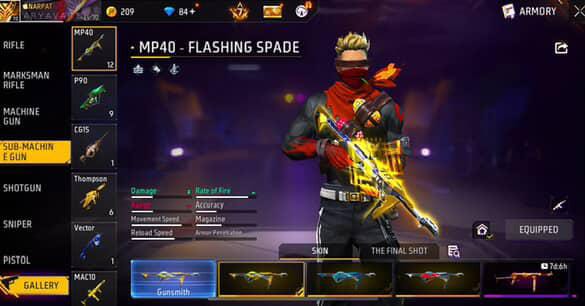 NARPAT
ARYAVAR
209
84+
ARMORY
RIFLE
MARKSMAN
RIFLE
MACHINE
GUN
SUB-MACHIN
E GUN
SHOTGUN
SNIPER
PISTOL
GALLERY
MP40
12
P90
9
CG15
1
Thompson
6
Vector
1
MAC10
• MP40 - FLASHING SPADE
Damage
Rate of Fire
Range
Accuracy
Movement Speed
Magazine
Reload Speed
Armor Penetration
EQUIPPED
SKIN
THE FINAL SHOT
Gunsmith
7d:6h